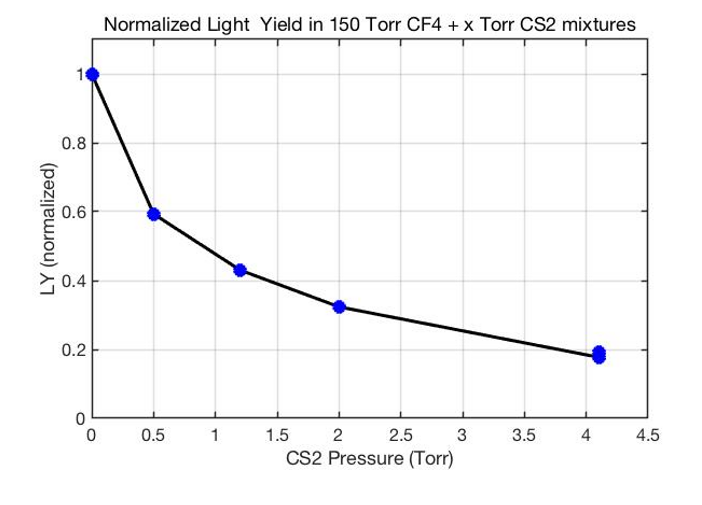 Normalized Light  Yield in 150 Torr CF4 + x Torr CS2 mixtures
LY (normalized)
1
0.8
0.6
0.4
0.2
0
0 0.5 1 1.5 2 2.5 3 3.5 4 4.5
CS2 Pressure (Torr)